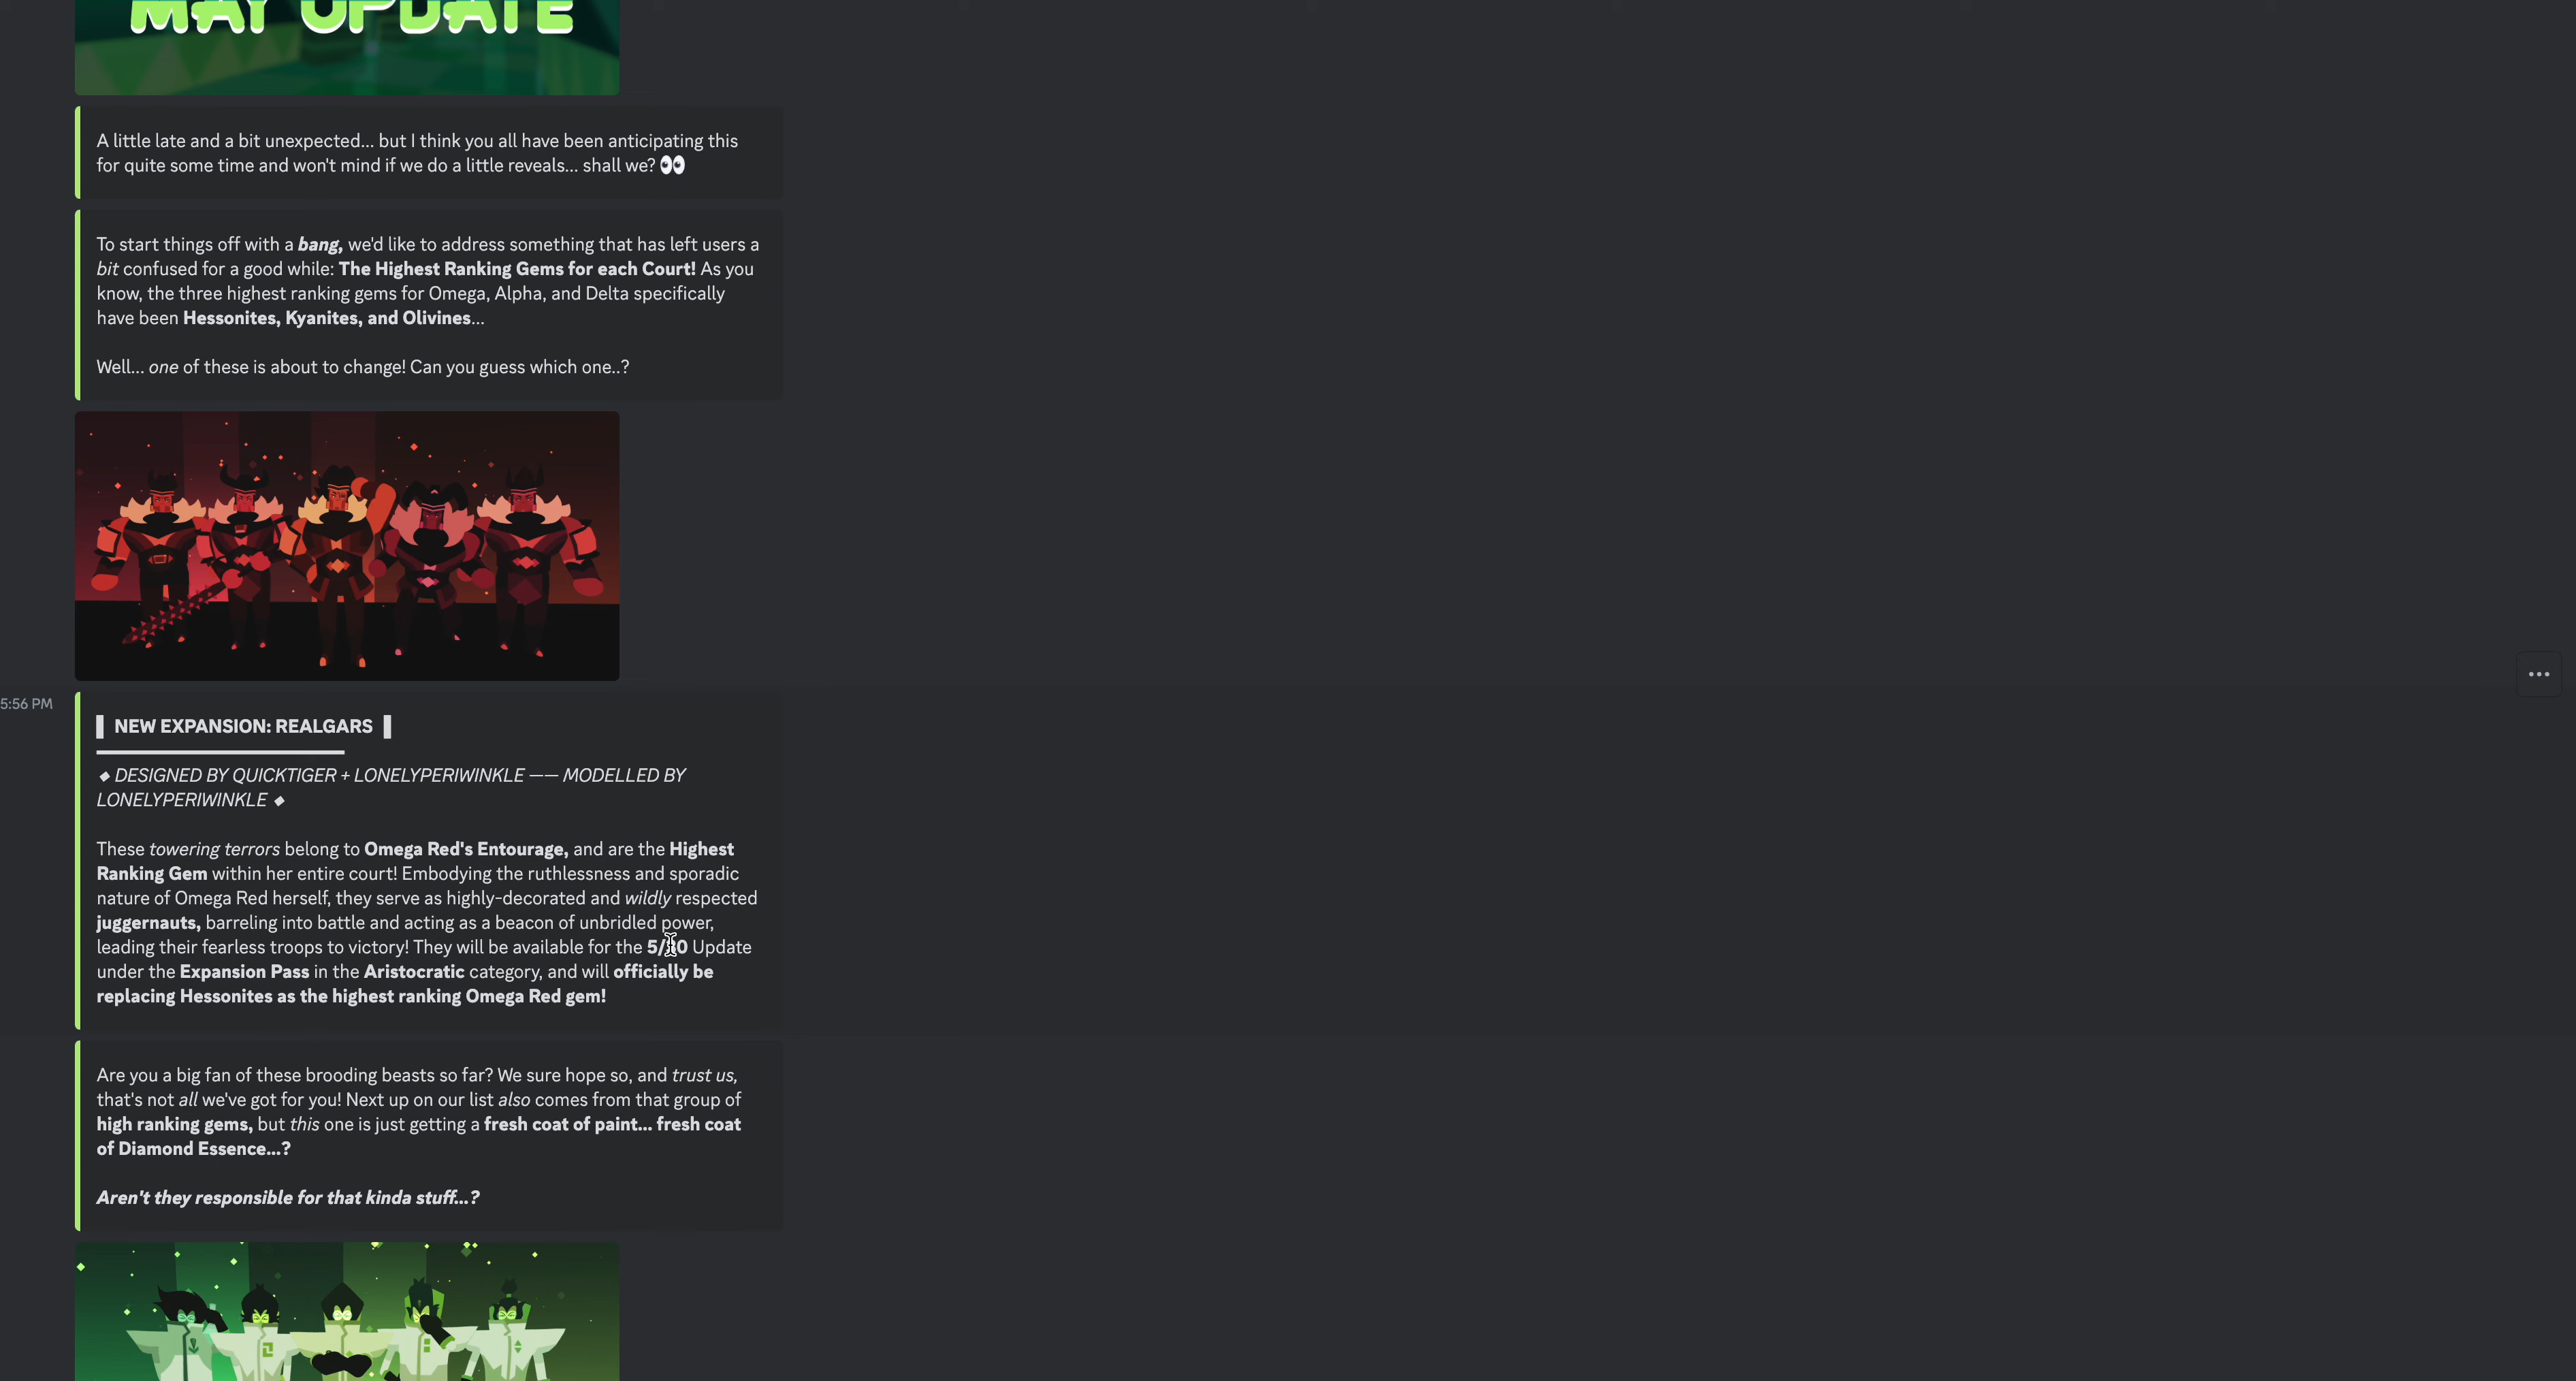 MAY UPDATE
A little late and a bit unexpected... but I think you all have been anticipating this
for quite some time and won't mind if we do a little reveals... shall we? 👀
To start things off with a bang, we'd like to address something that has left users a
bit confused for a good while: The Highest Ranking Gems for each Court! As you
know, the three highest ranking gems for Omega, Alpha, and Delta specifically
have been Hessonites, Kyanites, and Olivines...
Well... one of these is about to change! Can you guess which one..?
5:56 PM
▌ NEW EXPANSION: REALGARS ▐
◆ DESIGNED BY QUICKTIGER + LONELYPERIWINKLE —— MODELLED BY
LONELYPERIWINKLE ◆
These towering terrors belong to Omega Red's Entourage, and are the Highest
Ranking Gem within her entire court! Embodying the ruthlessness and sporadic
nature of Omega Red herself, they serve as highly-decorated and wildly respected
juggernauts, barreling into battle and acting as a beacon of unbridled power,
leading their fearless troops to victory! They will be available for the Update
under the Expansion Pass in the Aristocratic category, and will officially be
replacing Hessonites as the highest ranking Omega Red gem!
Are you a big fan of these brooding beasts so far? We sure hope so, and trust us,
that's not all we've got for you! Next up on our list also comes from that group of
high ranking gems, but this one is just getting a fresh coat of paint... fresh coat
of Diamond Essence...?
Aren't they responsible for that kinda stuff...?